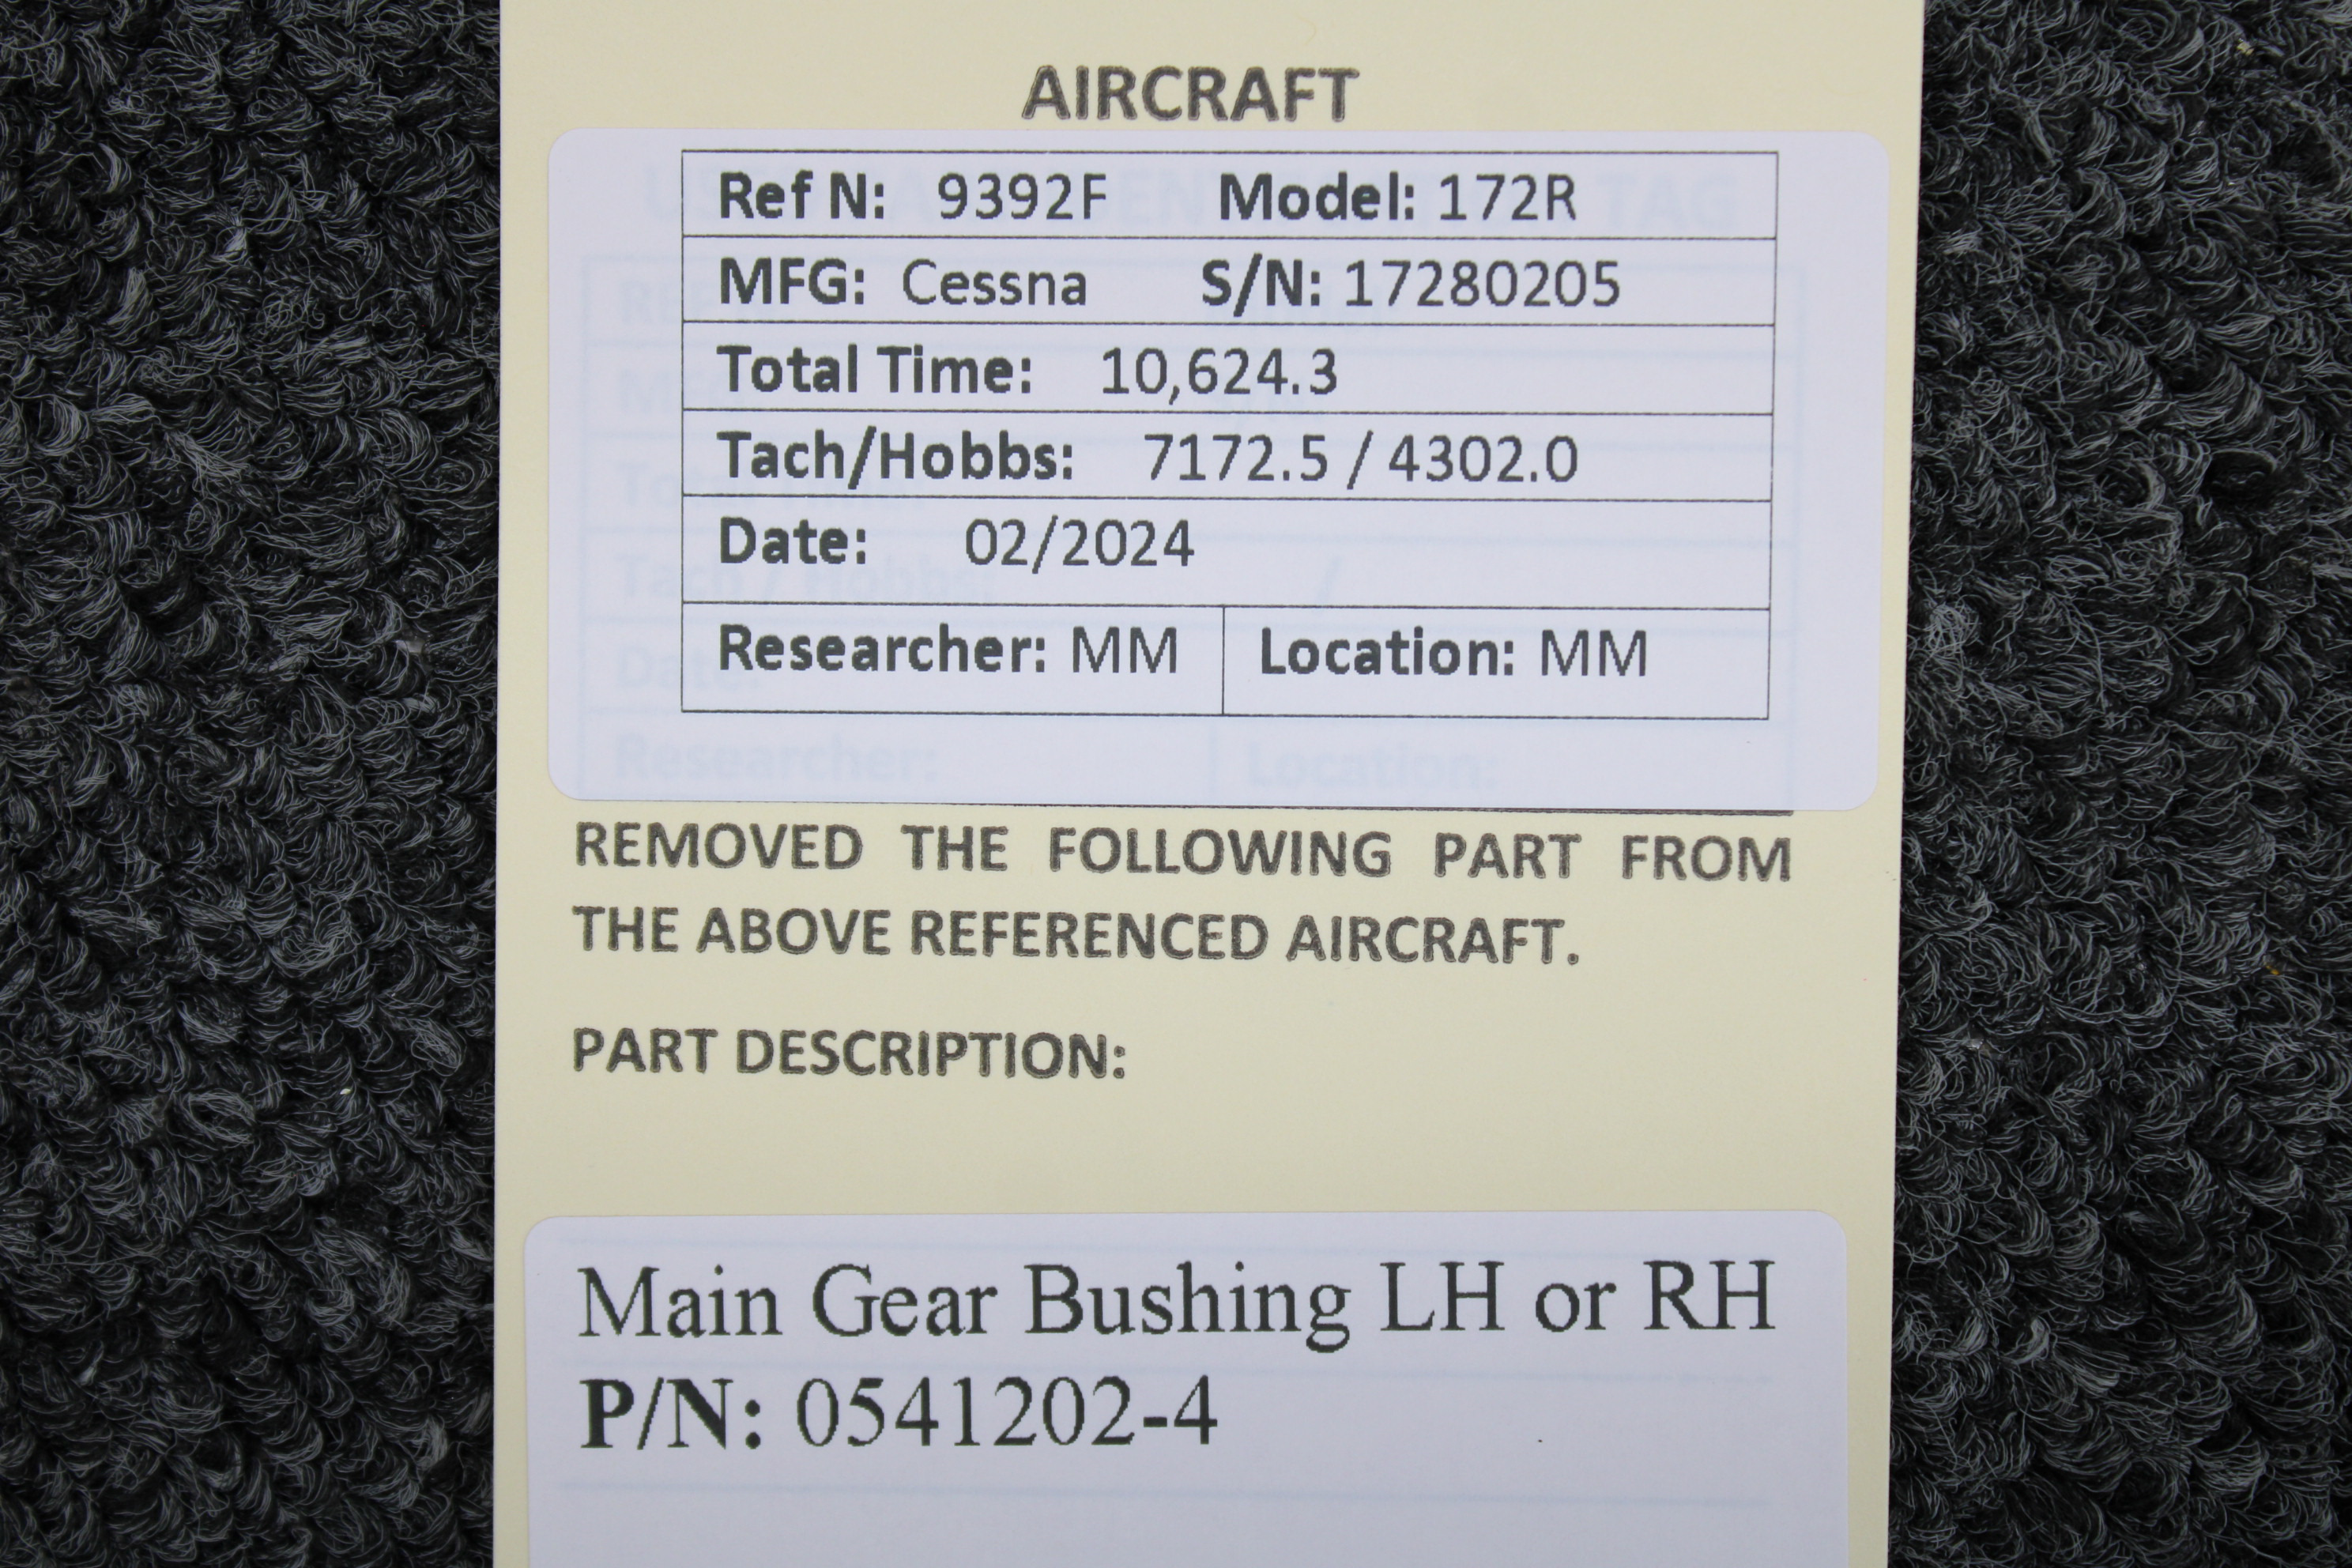 AIRCRAFT
Ref N: 9392F Model: 172R
MFG: Cessna S/N: 17280205
Total Time: 10,624.3
Tach/Hobbs: 7172.5 / 4302.0
Date: 02/2024
Researcher: MM Location: MM
REMOVED THE FOLLOWING PART FROM
THE ABOVE REFERENCED AIRCRAFT.
PART DESCRIPTION:
Main Gear Bushing LH or RH
P/N: 0541202-4